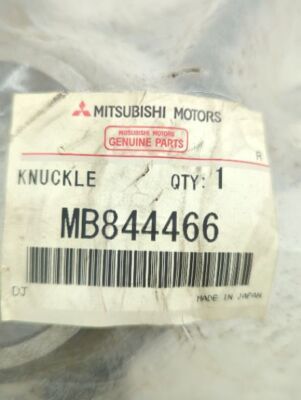 MITSUBISHI MOTORS
MITSUBISHI MOTORS
GENUINE PARTS
R
KNUCKLE QTY: 1
MB844466
DJ MADE IN JAPAN